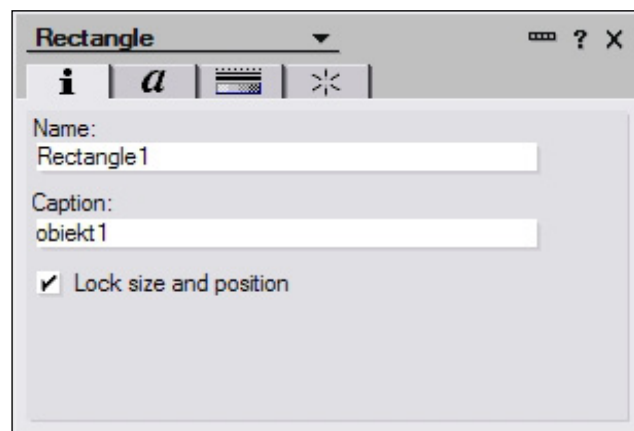 Rectangle
?
i a
Name:
Rectangle1
Caption:
obiekt1
Lock size and position